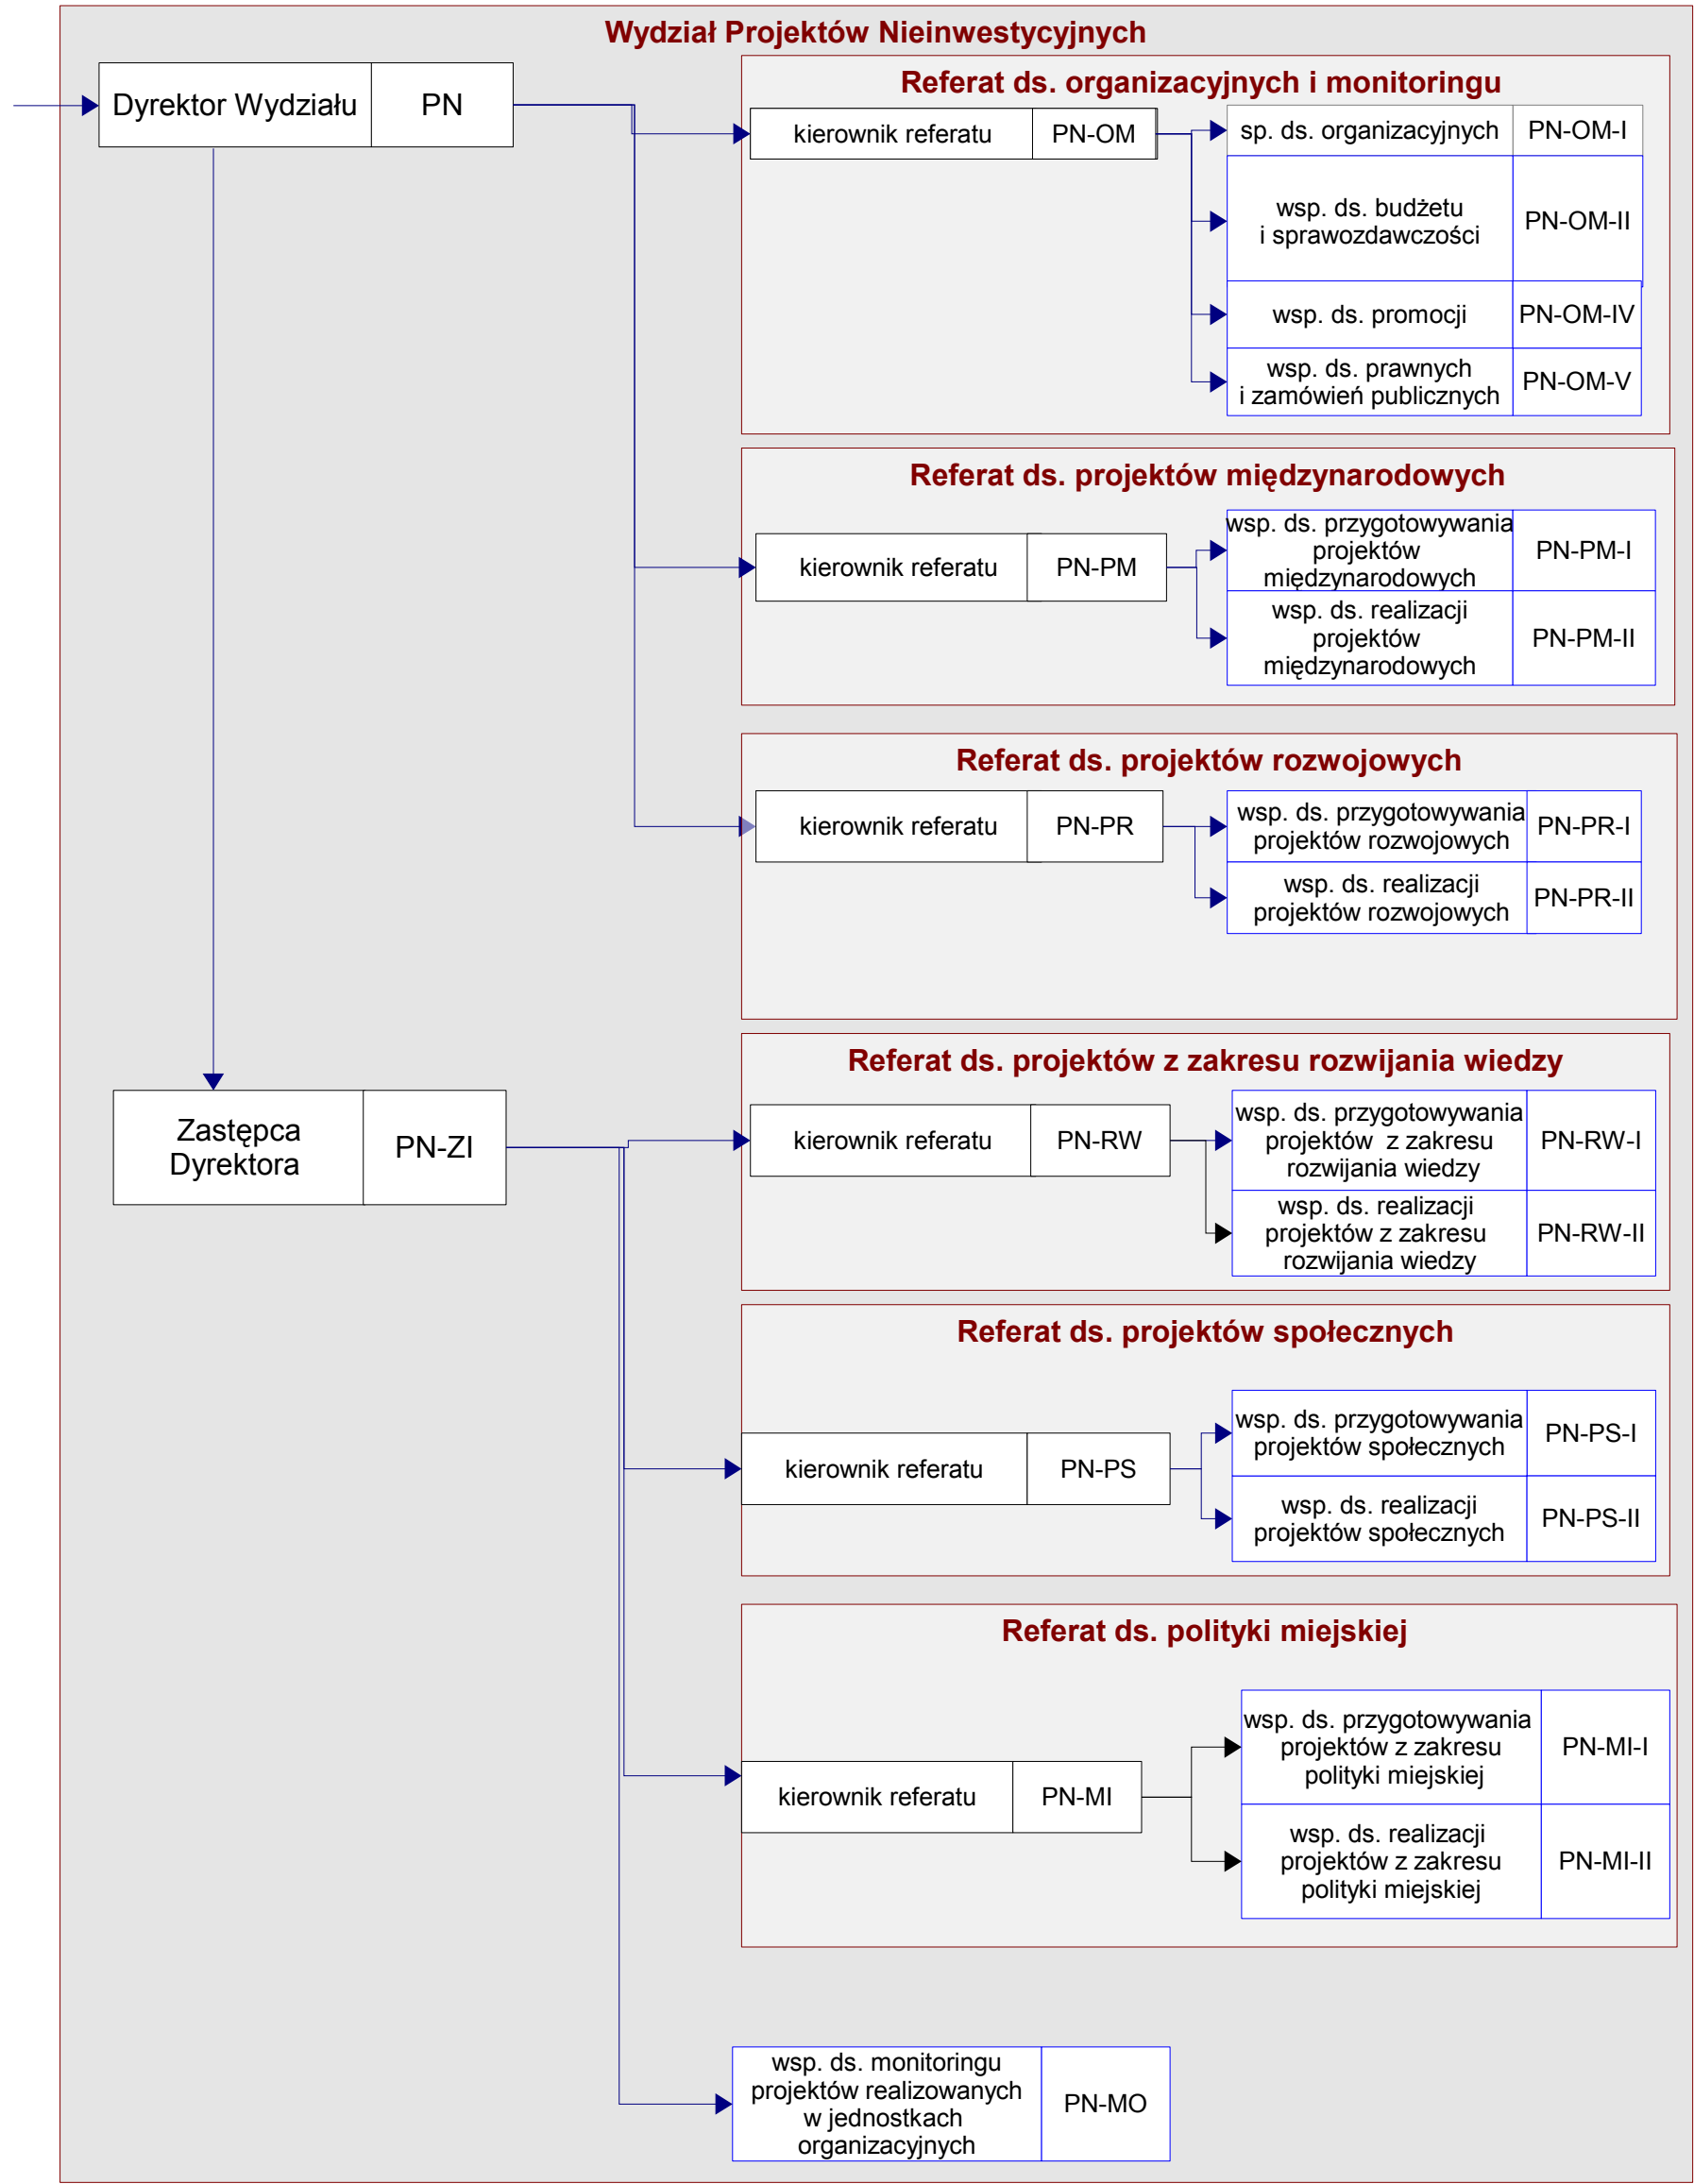 Wydział Projektów Nieinwestycyjnych
Dyrektor Wydziału PN
Referat ds. organizacyjnych i monitoringu
kierownik referatu PN-OM
sp. ds. organizacyjnych PN-OM-I
wsp. ds. budżetu
i sprawozdawczości
PN-OM-II
wsp. ds. promocji PN-OM-IV
wsp. ds. prawnych
i zamówień publicznych
PN-OM-V
Referat ds. projektów międzynarodowych
kierownik referatu PN-PM
wsp. ds. przygotowywania
projektów
międzynarodowych
PN-PM-I
wsp. ds. realizacji
projektów
międzynarodowych
PN-PM-II
Referat ds. projektów rozwojowych
kierownik referatu PN-PR
wsp. ds. przygotowywania
projektów rozwojowych
PN-PR-I
wsp. ds. realizacji
projektów rozwojowych
PN-PR-II
Zastępca
Dyrektora
PN-ZI
Referat ds. projektów z zakresu rozwijania wiedzy
kierownik referatu PN-RW
wsp. ds. przygotowywania
projektów z zakresu
rozwijania wiedzy
PN-RW-I
wsp. ds. realizacji
projektów z zakresu
rozwijania wiedzy
PN-RW-II
Referat ds. projektów społecznych
kierownik referatu PN-PS
wsp. ds. przygotowywania
projektów społecznych
PN-PS-I
wsp. ds. realizacji
projektów społecznych
PN-PS-II
Referat ds. polityki miejskiej
kierownik referatu PN-MI
wsp. ds. przygotowywania
projektów z zakresu
polityki miejskiej
PN-MI-I
wsp. ds. realizacji
projektów z zakresu
polityki miejskiej
PN-MI-II
wsp. ds. monitoringu
projektów realizowanych
w jednostkach
organizacyjnych
PN-MO